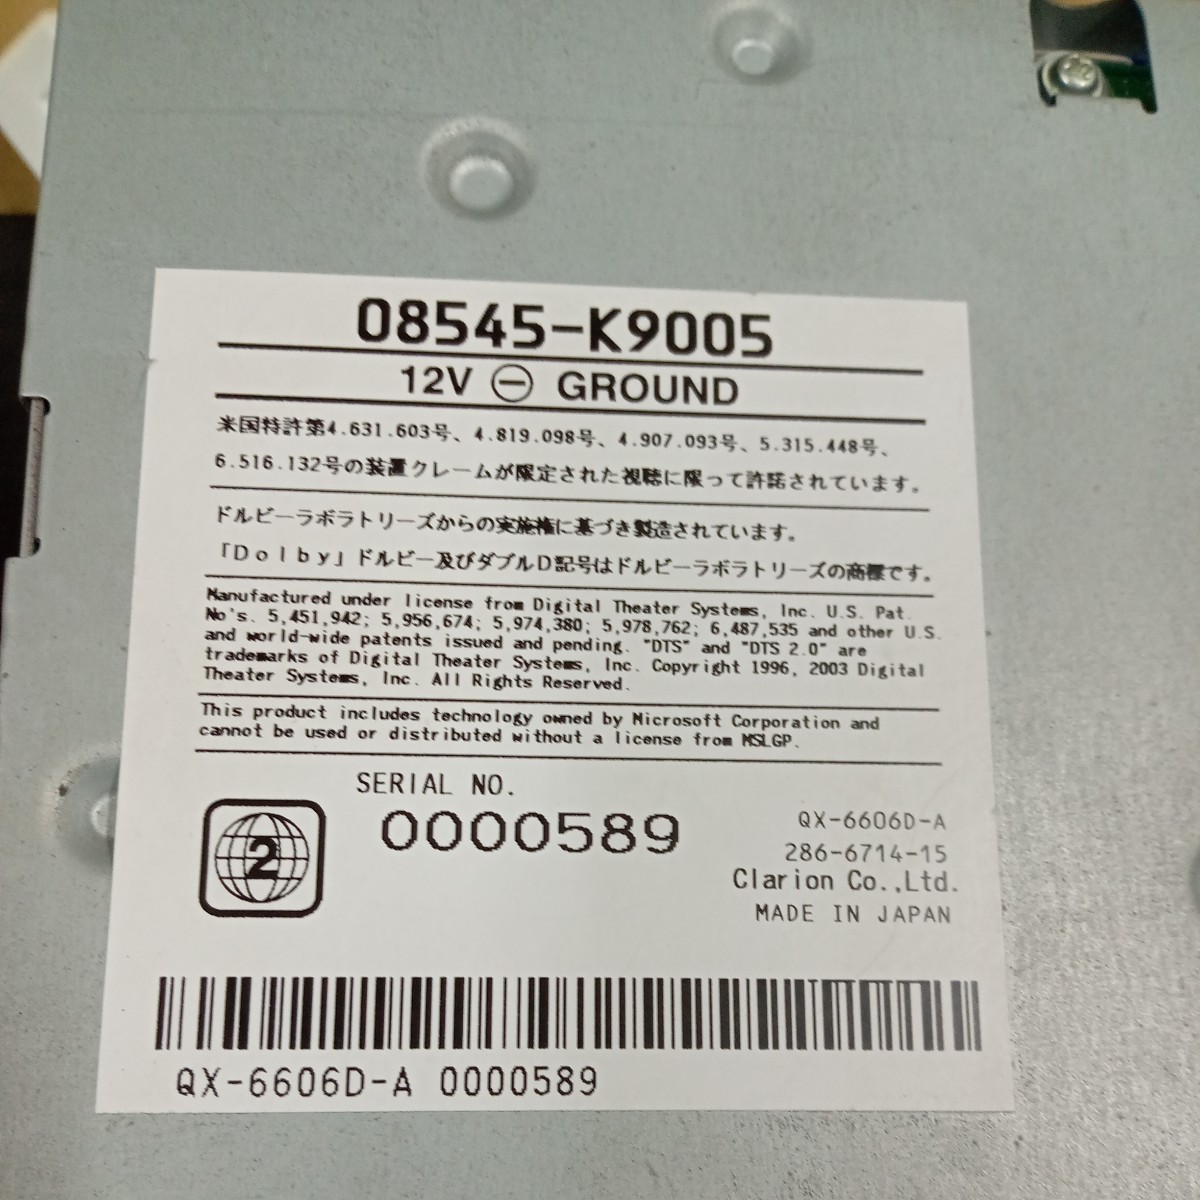 08545-K9005
12V ⊖ GROUND
米国特許第4.631.603号、4.819.098号、4.907.093号、5.315.448号、
6.516.132号の装置クレームが限定された視聴に限って許諾されています。
ドルビーラボラトリーズからの実施権に基づき製造されています。
「Dolby」ドルビー及びダブルD記号はドルビーラボラトリーズの商標です。
Manufactured under license from Digital Theater Systems, Inc. U.S. Pat.
No's. 5,451,942; 5,956,674; 5,974,380; 5,978,762; 6,487,535 and other U.S.
and world-wide patents issued and pending. "DTS" and "DTS 2.0" are
trademarks of Digital Theater Systems, Inc. Copyright 1996, 2003 Digital
Theater Systems, Inc. All Rights Reserved.
This product includes technology owned by Microsoft Corporation and
cannot be used or distributed without a license from MSLGP.
SERIAL NO.
0000589
2
QX-6606D-A
286-6714-15
Clarion Co.,Ltd.
MADE IN JAPAN
QX-6606D-A 0000589